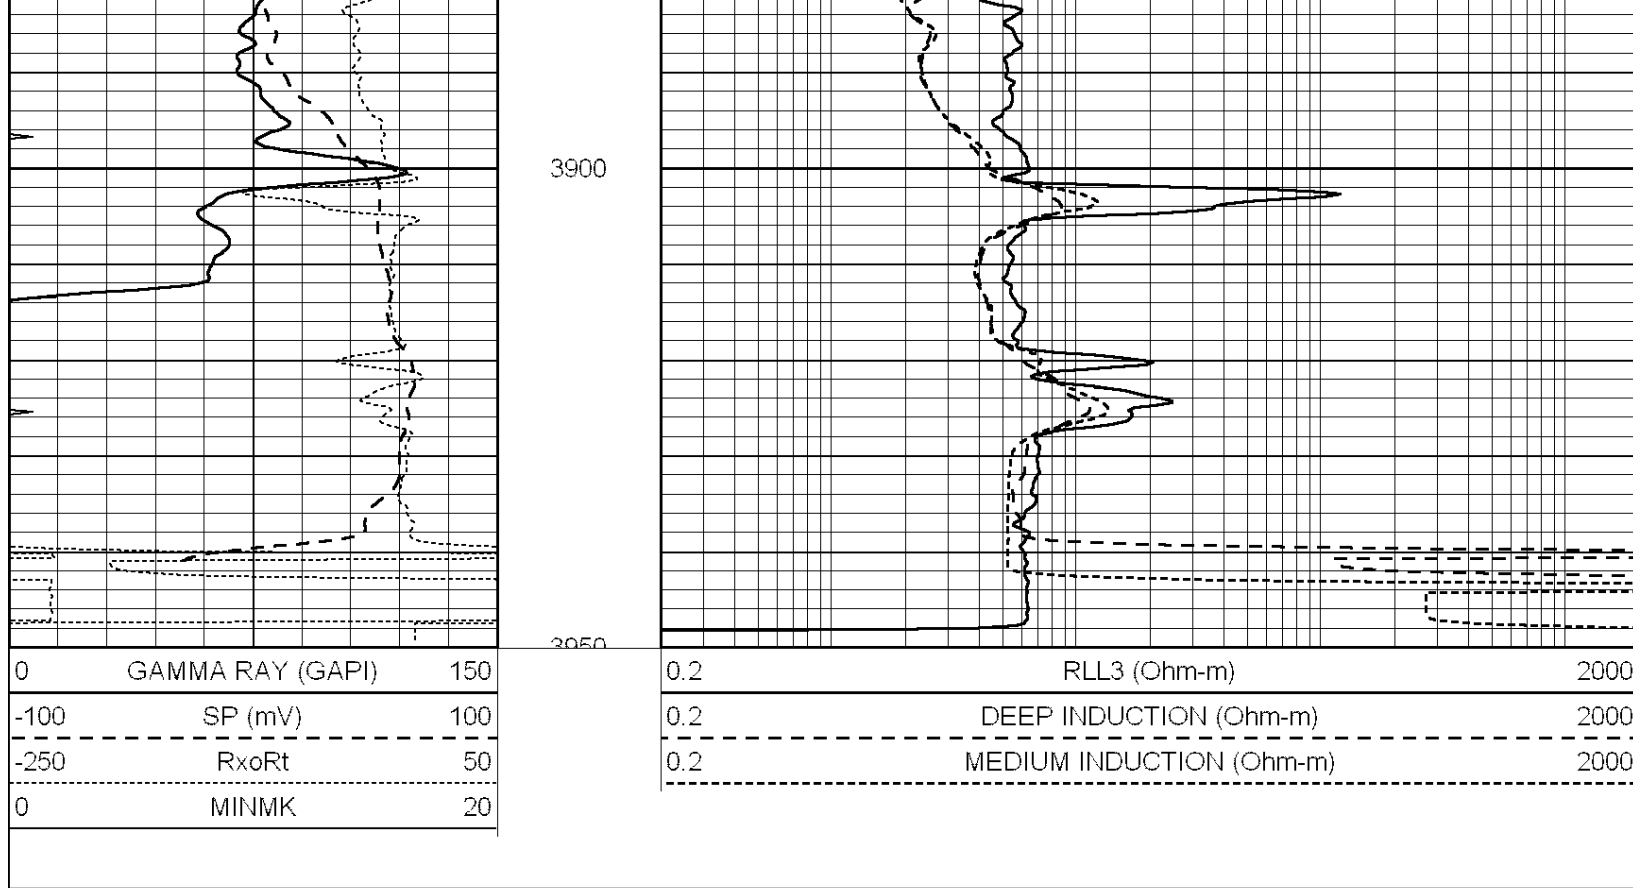 3900
3950
0 GAMMA RAY (GAPI) 150
-100 SP (mV) 100
-250 RxoRt 50
0 MINMK 20
0.2 RLL3 (Ohm-m) 2000
0.2 DEEP INDUCTION (Ohm-m) 2000
0.2 MEDIUM INDUCTION (Ohm-m) 2000